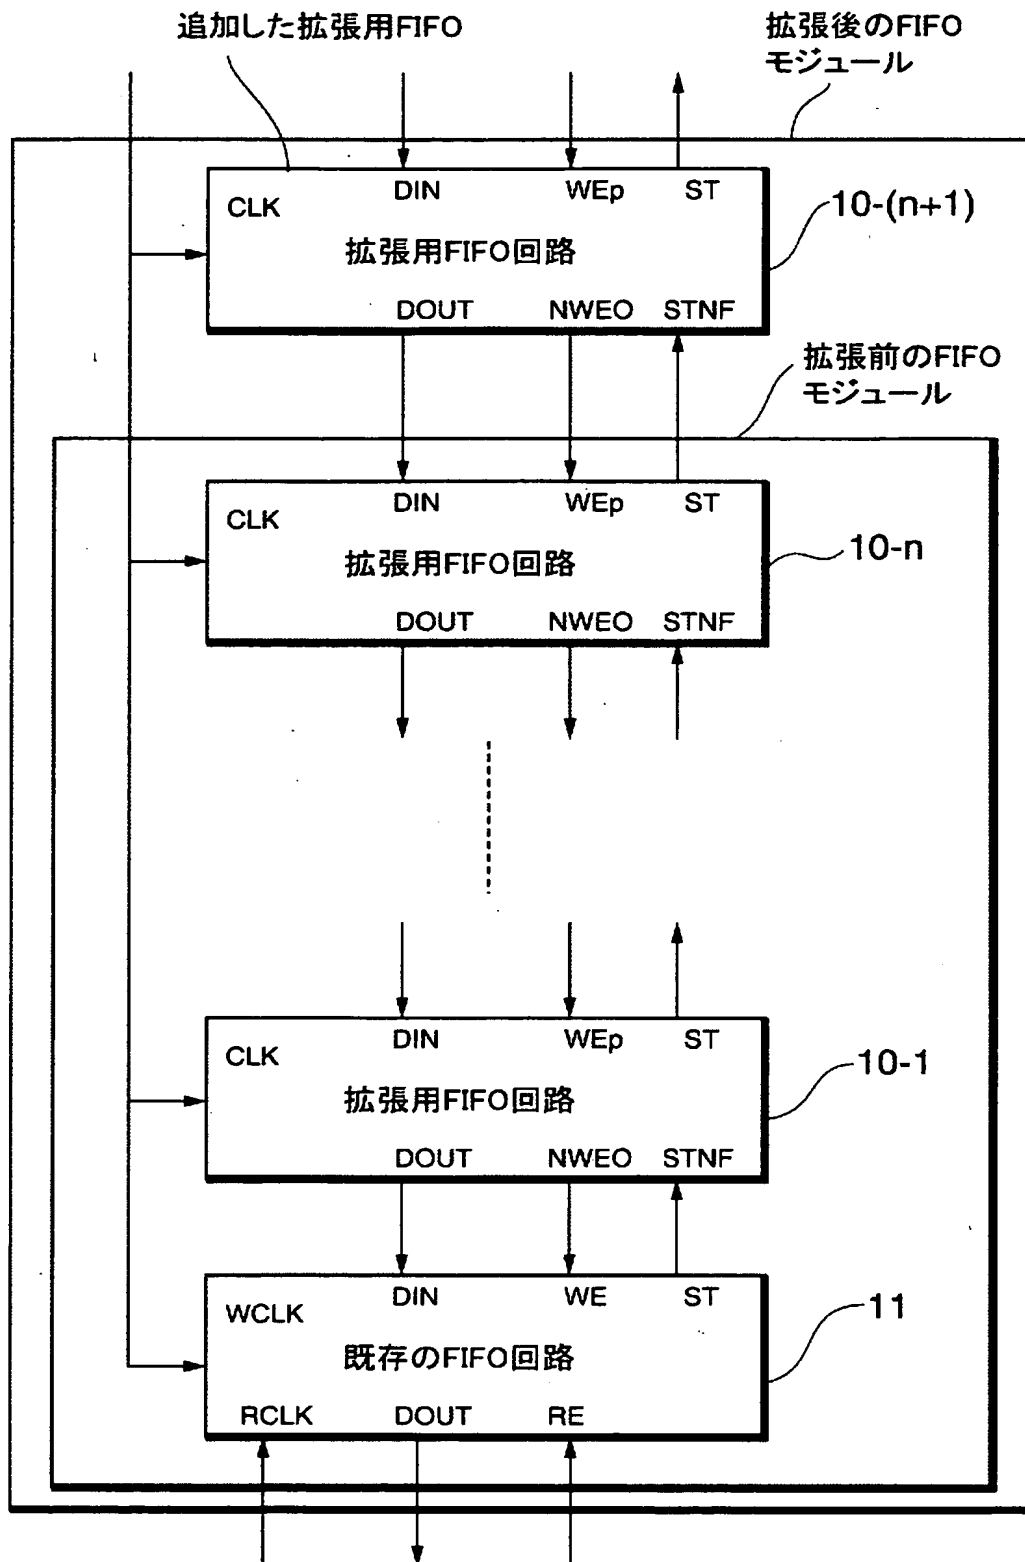 追加した拡張用FIFO
拡張後のFIFO
モジュール
CLK
DIN
WEp
ST
10-(n+1)
拡張用FIFO回路
DOUT
NWEO
STNF
拡張前のFIFO
モジュール
CLK
DIN
WEp
ST
10-n
拡張用FIFO回路
DOUT
NWEO
STNF
CLK
DIN
WEp
ST
10-1
拡張用FIFO回路
DOUT
NWEO
STNF
WCLK
DIN
WE
ST
11
既存のFIFO回路
RCLK
DOUT
RE